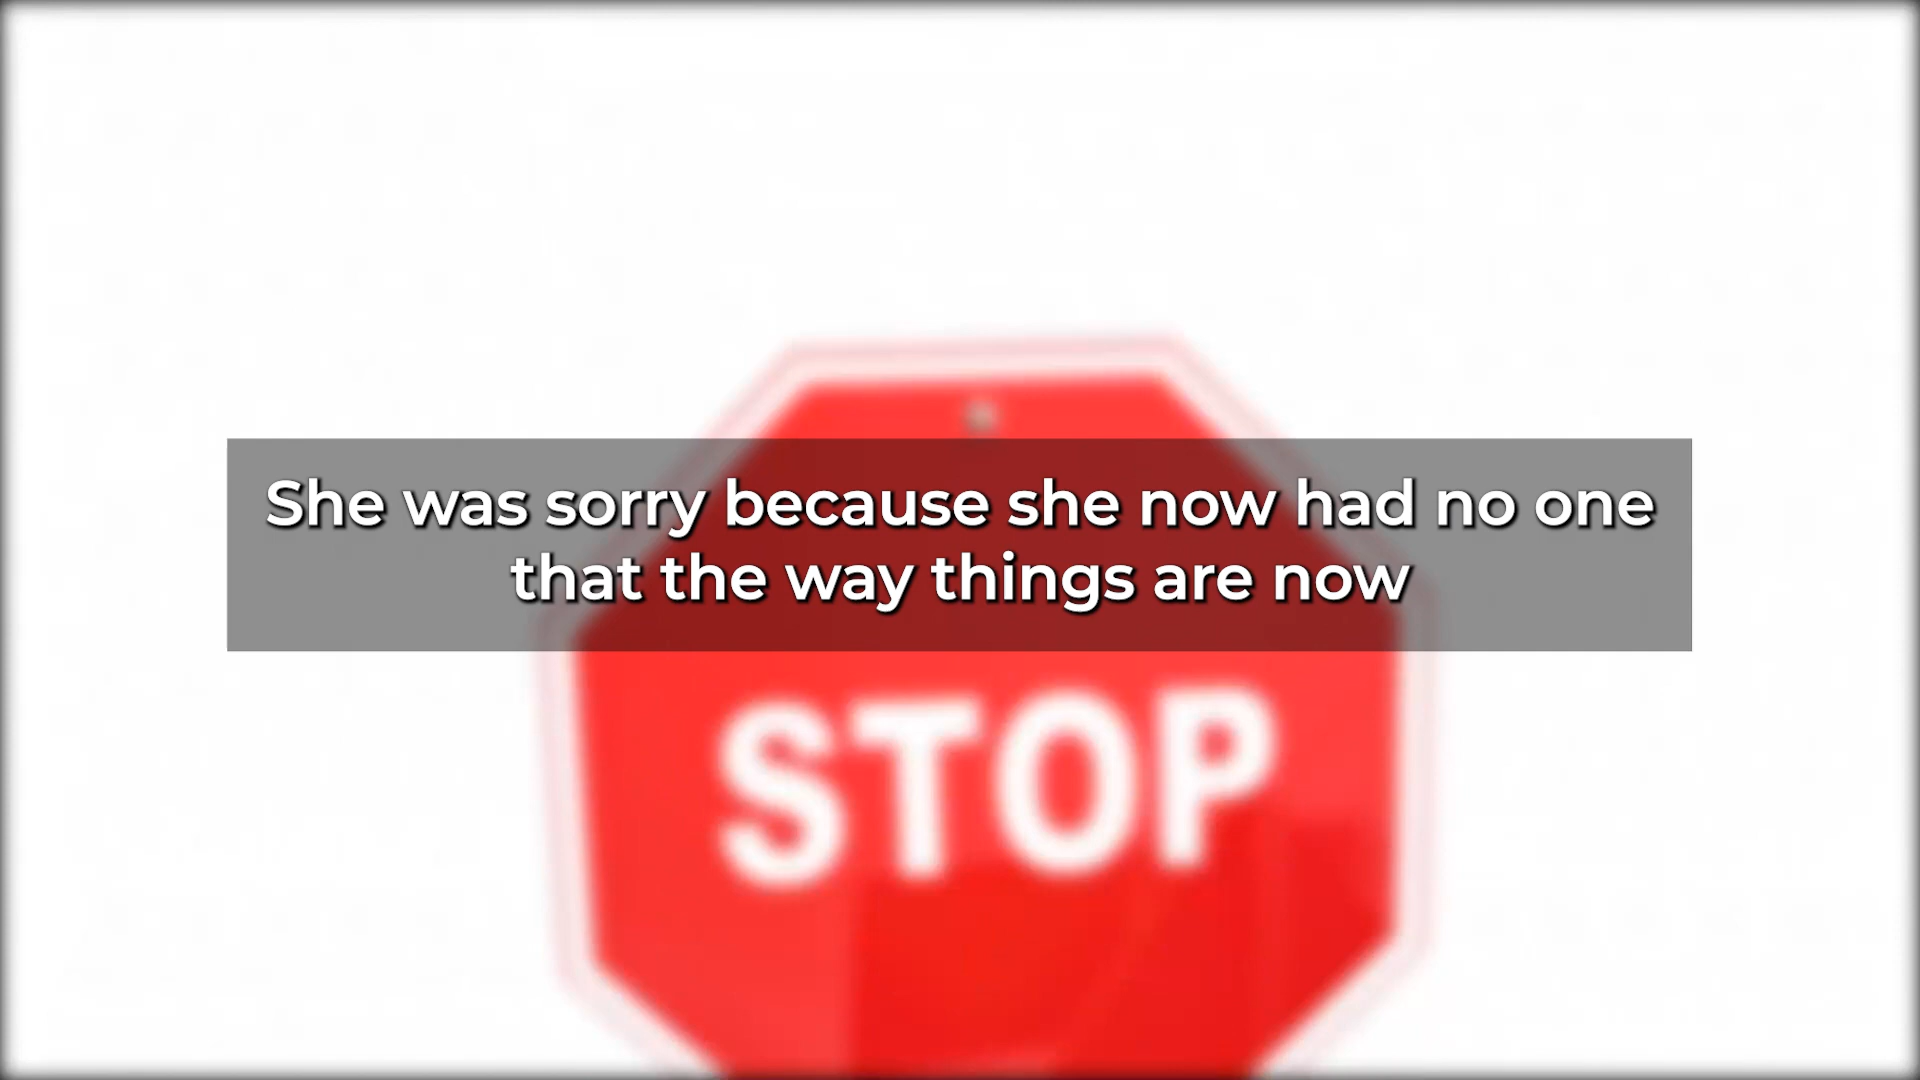 She was sorry because she now had no one
that the way things are now
STOP